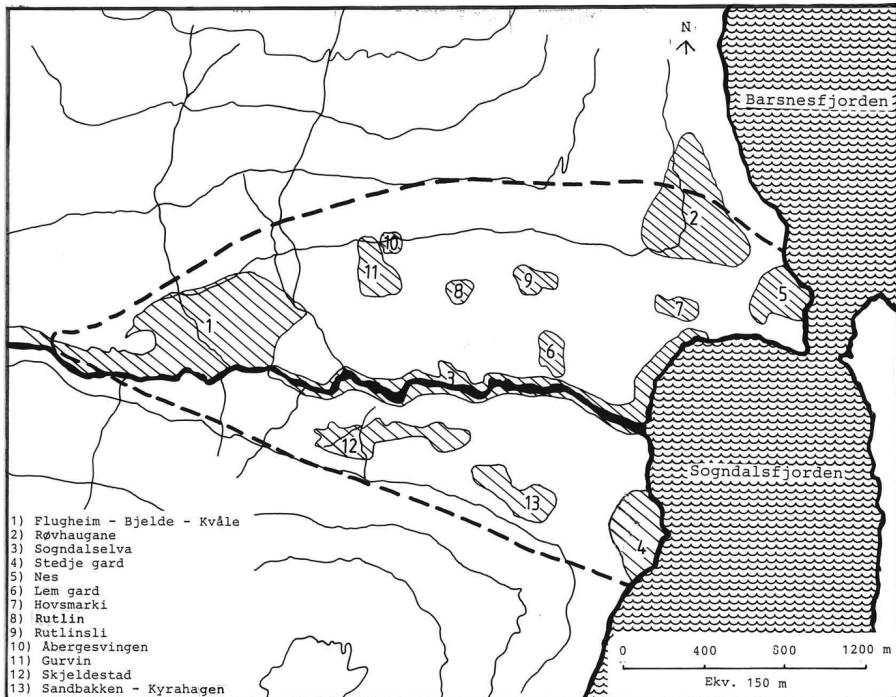 N
Barsnesfjorden
2
10
11
8
9
5
7
1
6
3
12
Sogndalsfjorden
13
4
1) Flugheim - Bjelde - Kvåle
2) Røvhaugane
3) Sogndalselva
4) Stedje gard
5) Nes
6) Lem gard
7) Hovsmarki
8) Rutlin
9) Rutlinsli
10) Åbergesvingen
11) Gurvin
12) Skjeldestad
13) Sandbakken - Kyrahagen
0 400 800 1200 m
Ekv. 150 m